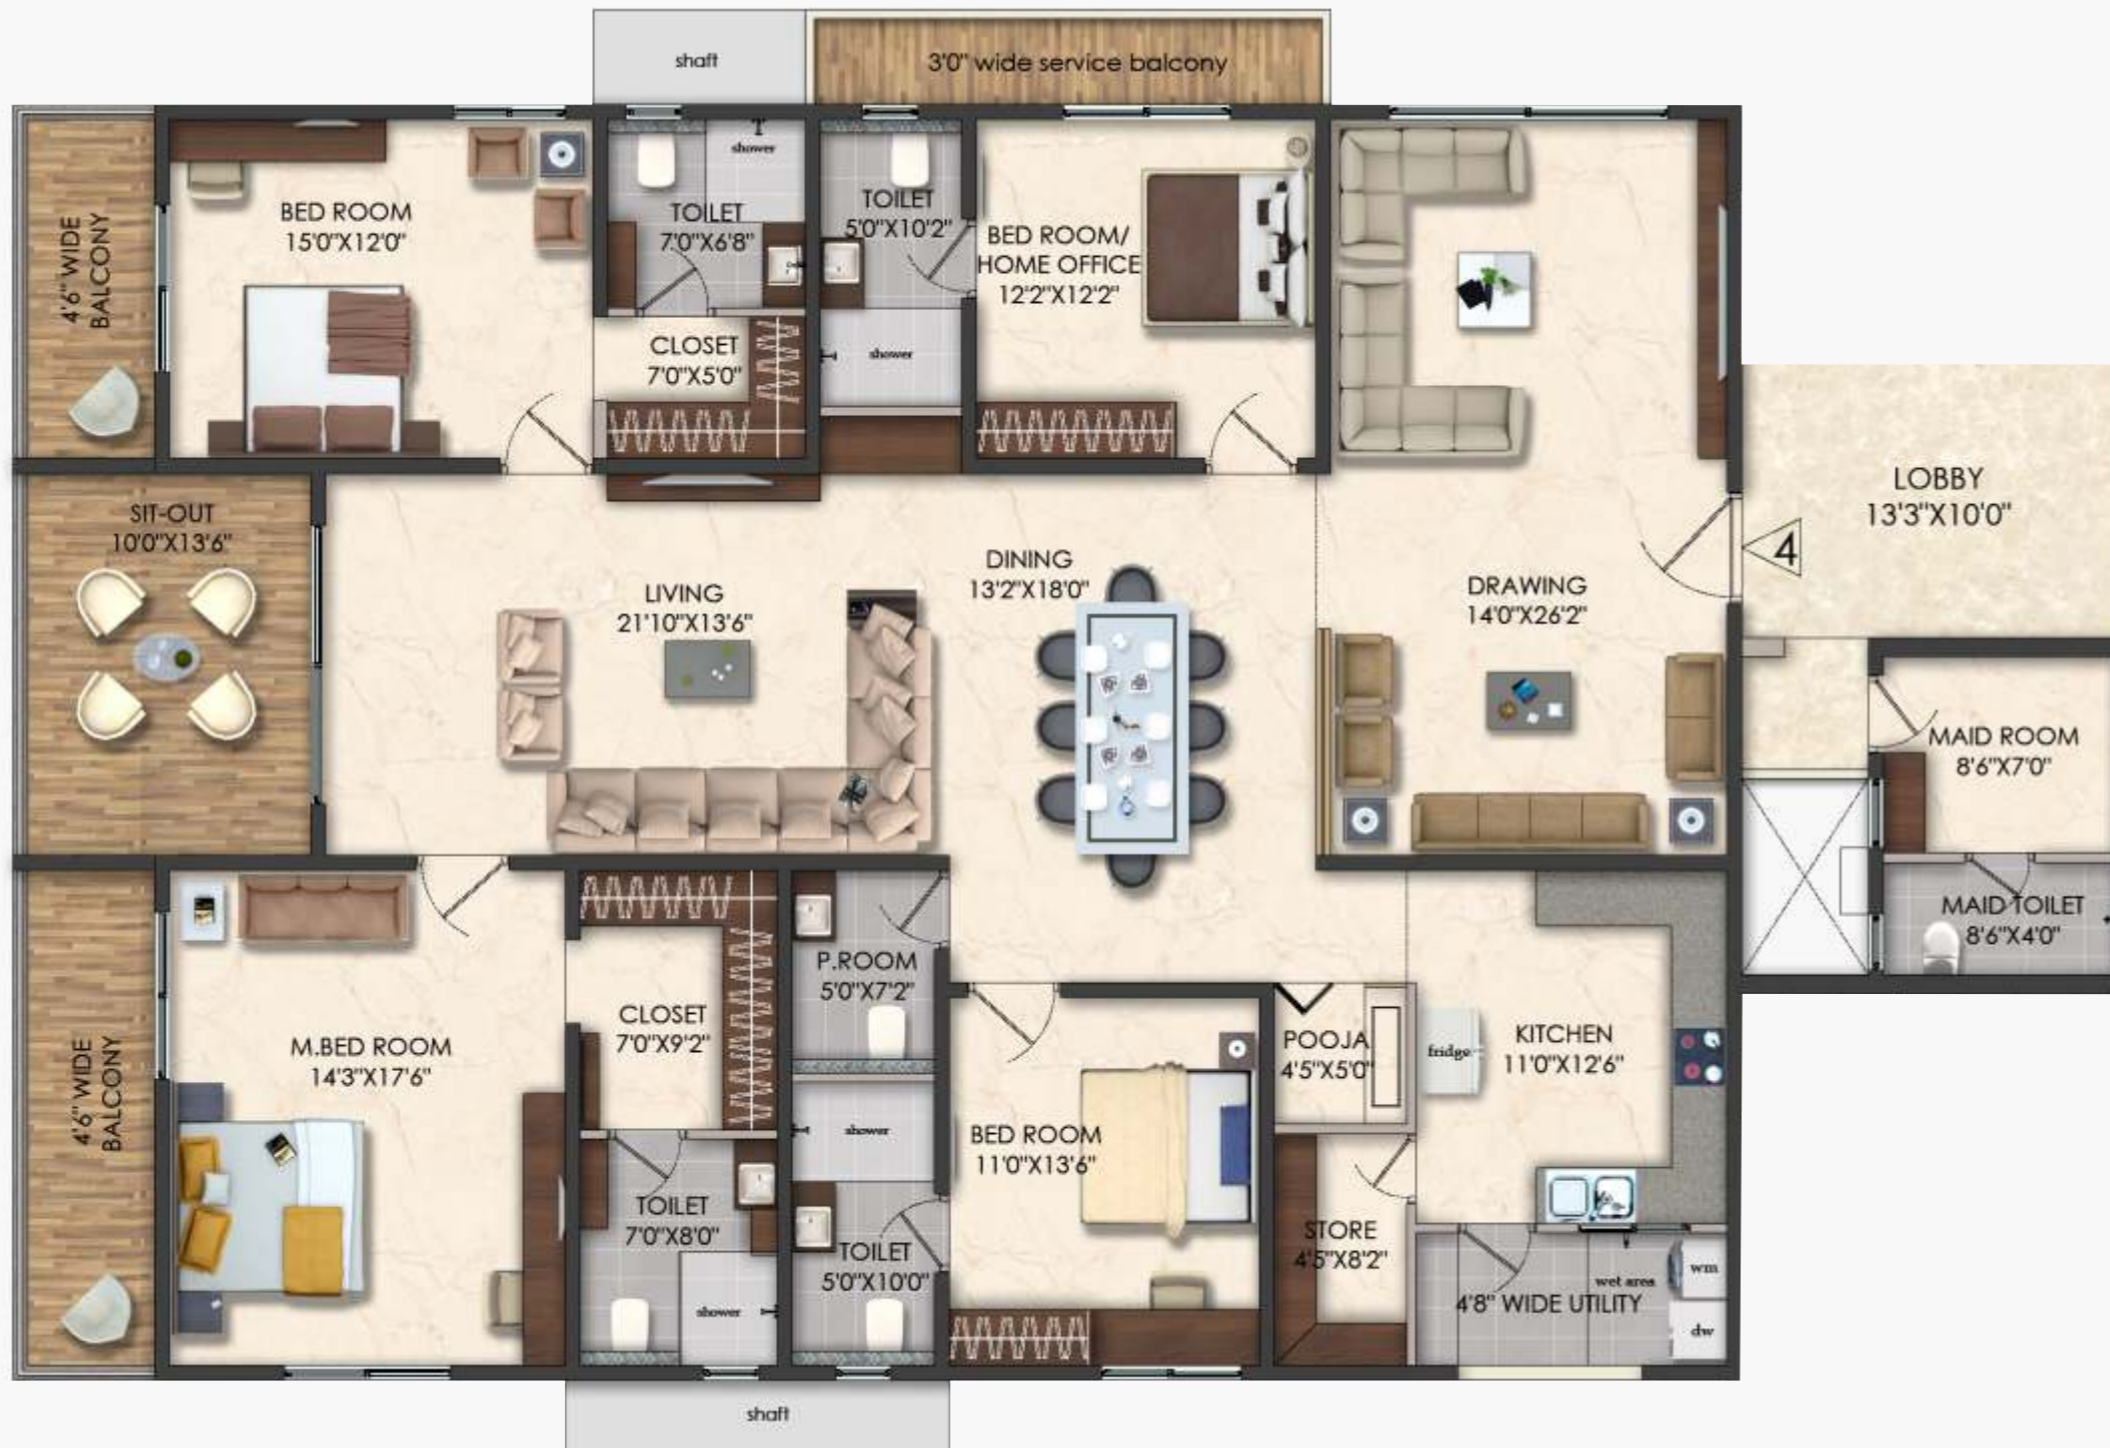 shaft
3'0" wide service balcony
4'6" WIDE
BALCONY
BED ROOM
15'0"X12'0"
shower
TOILET
7'0"X6'8"
CLOSET
7'0"X5'0"
TOILET
5'0"X10'2"
shower
BED ROOM/
HOME OFFICE
12'2"X12'2"
LOBBY
13'3"X10'0"
4
SIT-OUT
10'0"X13'6"
LIVING
21'10"X13'6"
DINING
13'2"X18'0"
DRAWING
14'0"X26'2"
MAID ROOM
8'6"X7'0"
MAID TOILET
8'6"X4'0"
4'6" WIDE
BALCONY
M.BED ROOM
14'3"X17'6"
CLOSET
7'0"X9'2"
P.ROOM
5'0"X7'2"
shower
TOILET
7'0"X8'0"
shower
TOILET
5'0"X10'0"
BED ROOM
11'0"X13'6"
POOJA
4'5"X5'0"
fridge
KITCHEN
11'0"X12'6"
STORE
4'5"X8'2"
wet area
wm
4'8" WIDE UTILITY
dw
shaft